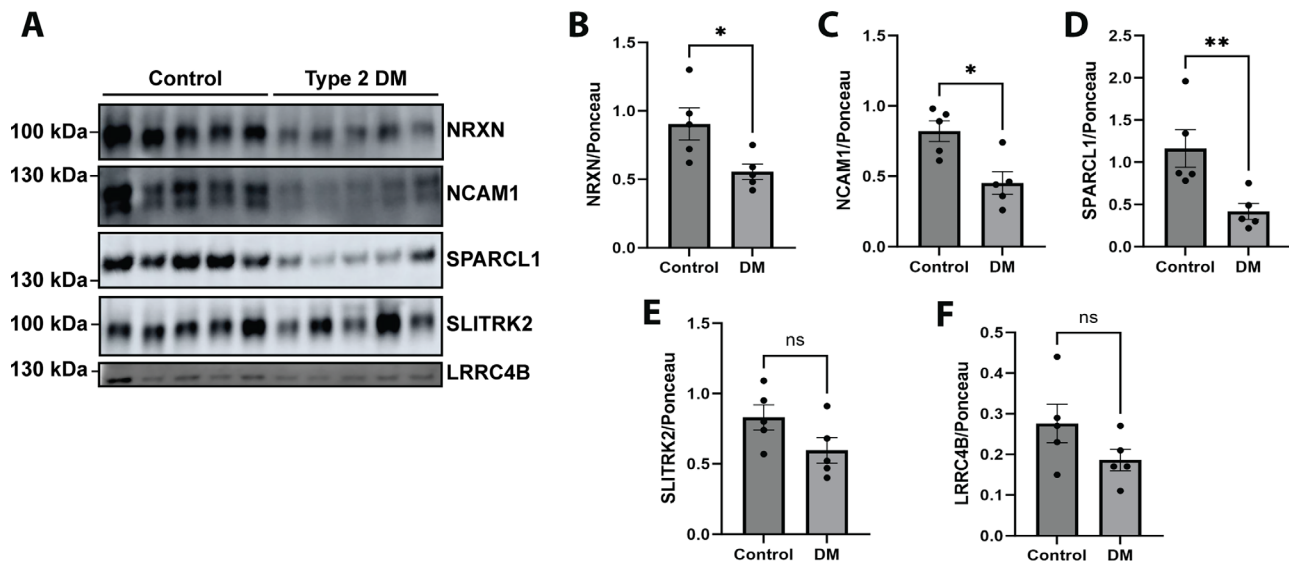 A
Control Type 2 DM
100 kDa NRXN
130 kDa NCAM1
SPARCL1
130 kDa
100 kDa SLITRK2
130 kDa LRRC4B
B
*
NRXN/Ponceau
1.5
1.0
0.5
0.0
Control DM
C
*
NCAM1/Ponceau
1.5
1.0
0.5
0.0
Control DM
D
**
SPARCL1/Ponceau
2.5
2.0
1.5
1.0
0.5
0.0
Control DM
E
ns
SLITRK2/Ponceau
1.5
1.0
0.5
0.0
Control DM
F
ns
LRRC4B/Ponceau
0.5
0.4
0.3
0.2
0.1
0.0
Control DM